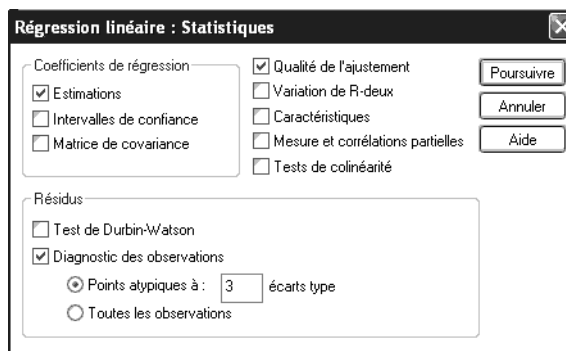 Régression linéaire : Statistiques
Coefficients de régression
Estimations
Intervalles de confiance
Matrice de covariance
Qualité de l'ajustement
Variation de R-deux
Caractéristiques
Mesure et corrélations partielles
Tests de colinéarité
Poursuivre
Annuler
Aide
Résidus
Test de Durbin-Watson
Diagnostic des observations
Points atypiques à : 3 écarts type
Toutes les observations